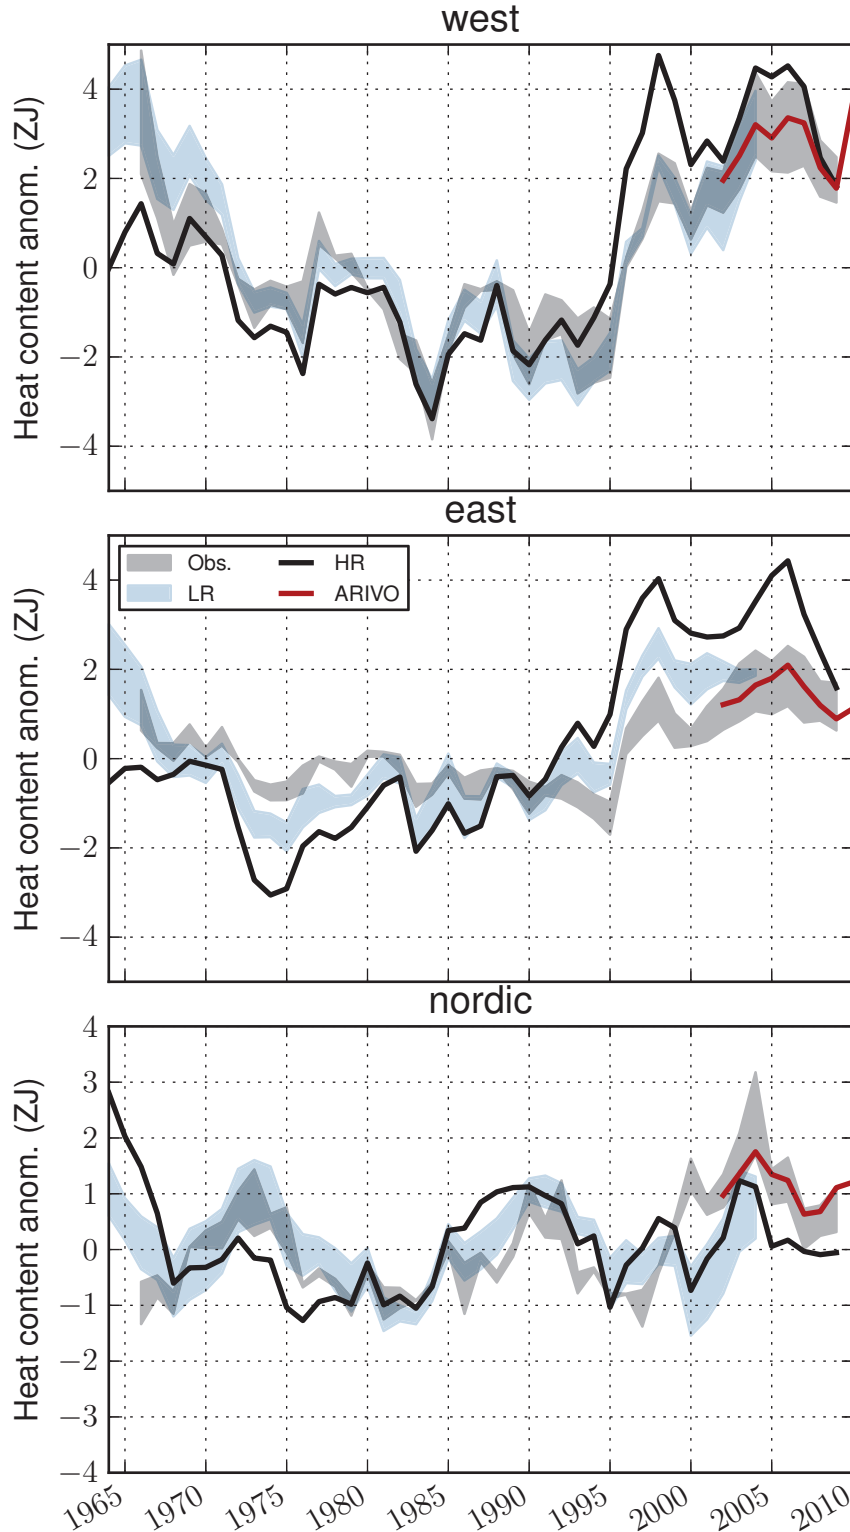 west
Heat content anom. (ZJ)
4
2
0
−2
−4
east
Heat content anom. (ZJ)
Obs.
HR
LR
ARIVO
4
2
0
−2
−4
nordic
Heat content anom. (ZJ)
4
3
2
1
0
−1
−2
−3
−4
1965 1970 1975 1980 1985 1990 1995 2000 2005 2010